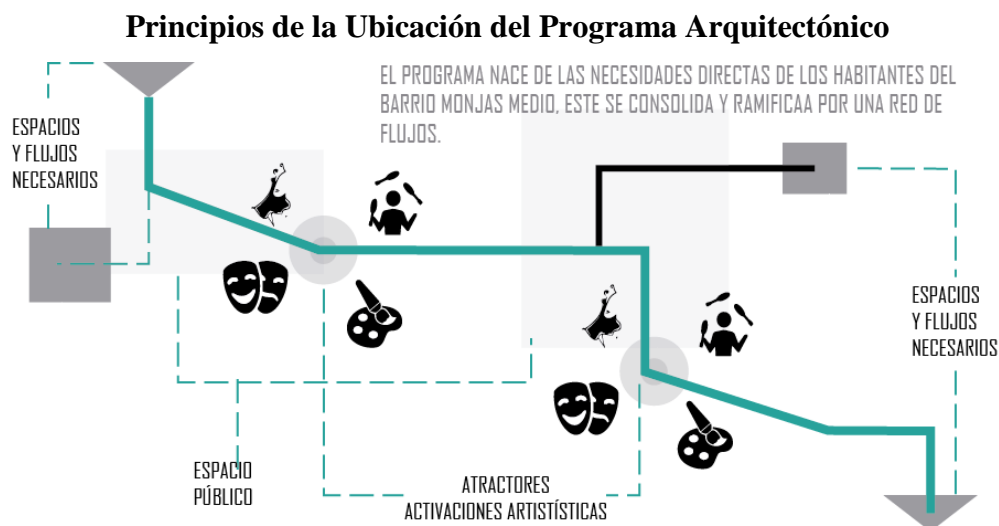 Principios de la Ubicación del Programa Arquitectónico
EL PROGRAMA NACE DE LAS NECESIDADES DIRECTAS DE LOS HABITANTES DEL
BARRIO MONJAS MEDIO, ESTE SE CONSOLIDA Y RAMIFICAA POR UNA RED DE
FLUJOS.
ESPACIOS
Y FLUJOS
NECESARIOS
ESPACIOS
Y FLUJOS
NECESARIOS
ESPACIO
PÚBLICO
ATRACTORES
ACTIVACIONES ARTISTÍSTICAS